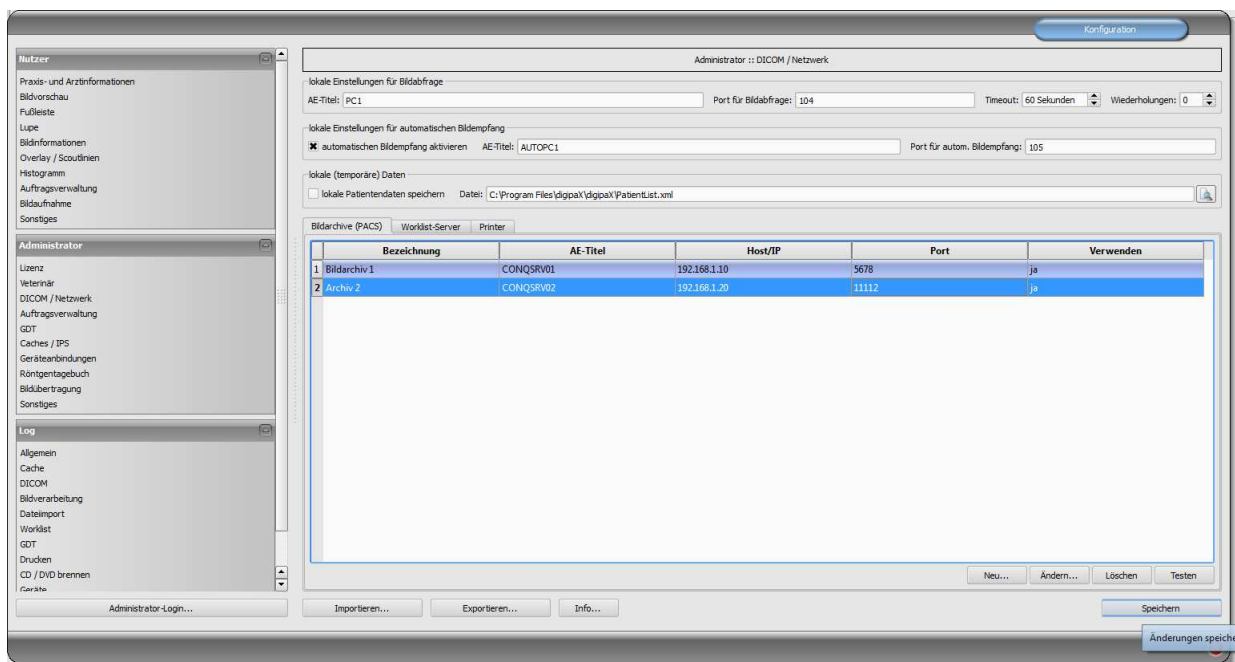 Konfiguration
Nutzer
Praxis- und Arztinformationen
Bildvorschau
Fußleiste
Lupe
Bildinformationen
Overlay / Scoutlinien
Histogramm
Auftragsverwaltung
Bildaufnahme
Sonstiges
Administrator
Lizenz
Veterinär
DICOM / Netzwerk
Auftragsverwaltung
GDT
Caches / IPS
Geräteanbindungen
Röntgentagebuch
Bildübertragung
Sonstiges
Log
Allgemein
Cache
DICOM
Bildverarbeitung
Dateiimport
Worklist
GDT
Drucken
CD / DVD brennen
Geräte
Administrator-Login...
Administrator :: DICOM / Netzwerk
lokale Einstellungen für Bildabfrage
AE-Titel: PC1 Port für Bildabfrage: 104 Timeout: 60 Sekunden Wiederholungen: 0
lokale Einstellungen für automatischen Bildempfang
automatischen Bildempfang aktivieren AE-Titel: AUTOPC1 Port für autom. Bildempfang: 105
lokale (temporäre) Daten
lokale Patientendaten speichern Datei: C:\Program Files\digipaX\digipaX\PatientList.xml
Bildarchive (PACS) Worklist-Server Printer
Bezeichnung AE-Titel Host/IP Port Verwenden
1 Bildarchiv 1 CONQSRV01 192.168.1.10 5678 ja
2 Archiv 2 CONQSRV02 192.168.1.20 11112 ja
Neu... Ändern... Löschen Testen
Importieren... Exportieren... Info... Speichern
Änderungen speiche